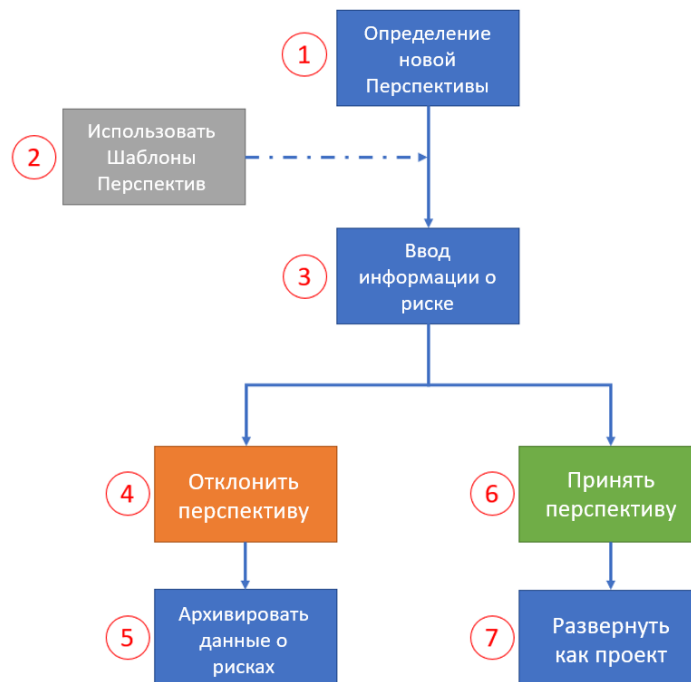 1
Определение
новой
Перспективы
2
Использовать
Шаблоны
Перспектив
3
Ввод
информации о
риске
4
Отклонить
перспективу
6
Принять
перспективу
5
Архивировать
данные о
рисках
7
Развернуть
как проект